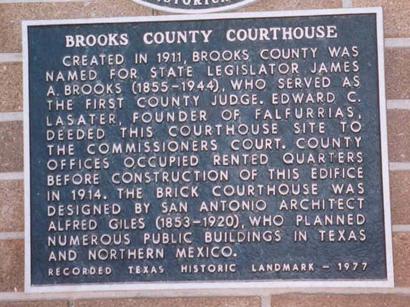 HISTORICAL
BROOKS COUNTY COURTHOUSE
CREATED IN 1911, BROOKS COUNTY WAS
NAMED FOR STATE LEGISLATOR JAMES
A. BROOKS (1855-1944), WHO SERVED AS
THE FIRST COUNTY JUDGE. EDWARD C.
LASATER, FOUNDER OF FALFURRIAS,
DEEDED THIS COURTHOUSE SITE TO
THE COMMISSIONERS COURT. COUNTY
OFFICES OCCUPIED RENTED QUARTERS
BEFORE CONSTRUCTION OF THIS EDIFICE
IN 1914. THE BRICK COURTHOUSE WAS
DESIGNED BY SAN ANTONIO ARCHITECT
ALFRED GILES (1853-1920), WHO PLANNED
NUMEROUS PUBLIC BUILDINGS IN TEXAS
AND NORTHERN MEXICO.
RECORDED TEXAS HISTORIC LANDMARK - 1977